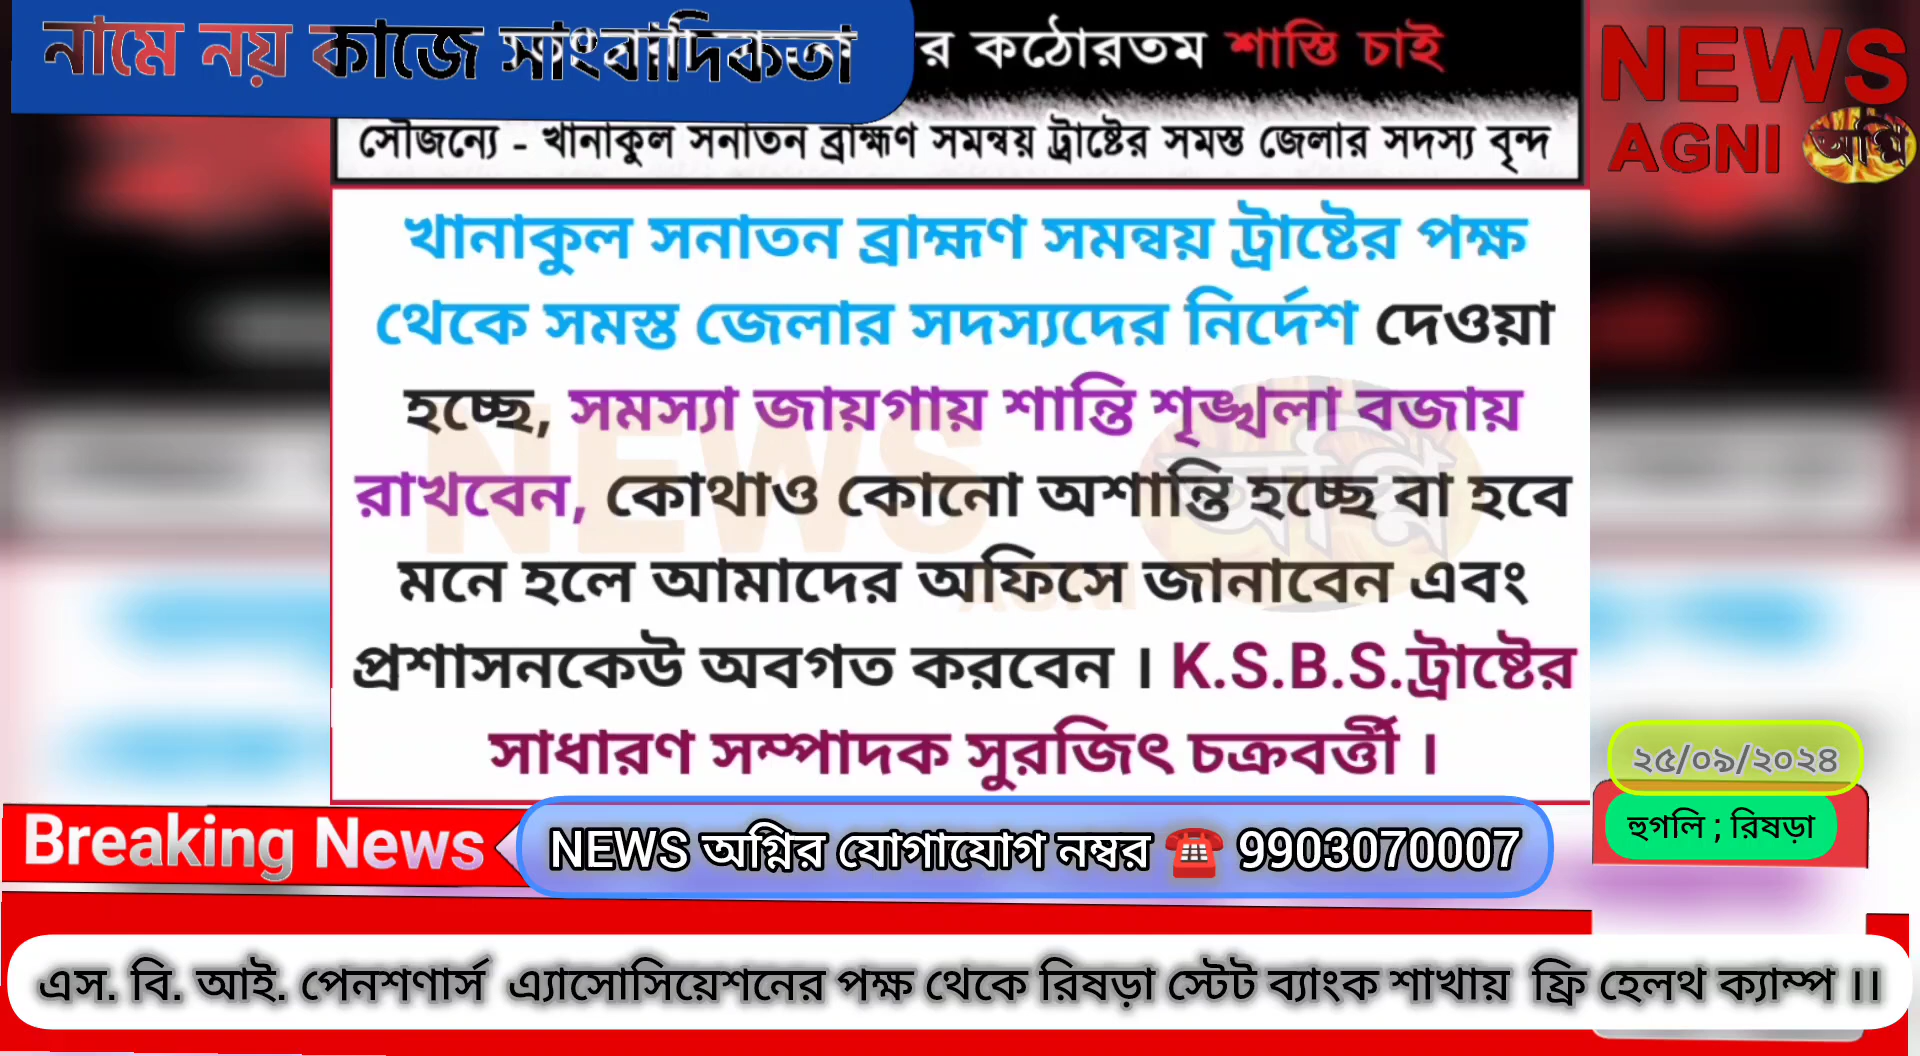 নামে নয় কাজে সাংবাদিকতা
র কঠোরতম শাস্তি চাই
NEWS
AGNI অগ্নি
সৌজন্যে - খানাকুল সনাতন ব্রাহ্মণ সমন্বয় ট্রাষ্টের সমস্ত জেলার সদস্য বৃন্দ
খানাকুল সনাতন ব্রাহ্মণ সমন্বয় ট্রাষ্টের পক্ষ
থেকে সমস্ত জেলার সদস্যদের নির্দেশ দেওয়া
হচ্ছে, সমস্যা জায়গায় শান্তি শৃঙ্খলা বজায়
রাখবেন, কোথাও কোনো অশান্তি হচ্ছে বা হবে
মনে হলে আমাদের অফিসে জানাবেন এবং
প্রশাসনকেউ অবগত করবেন । K.S.B.S.ট্রাষ্টের
সাধারণ সম্পাদক সুরজিৎ চক্রবর্ত্তী ।
NEWS অগ্নি
AGNI
২৫/০৯/২০২৪
হুগলি ; রিষড়া
Breaking News
NEWS অগ্নির যোগাযোগ নম্বর ☎️ 9903070007
এস. বি. আই. পেনশণার্স এ্যাসোসিয়েশনের পক্ষ থেকে রিষড়া স্টেট ব্যাংক শাখায় ফ্রি হেলথ ক্যাম্প ।।